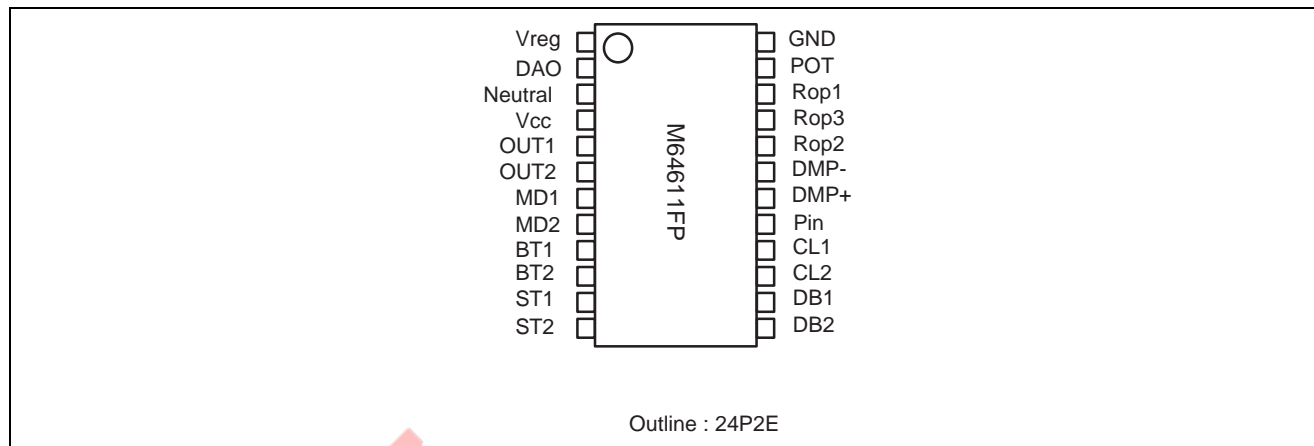 Vreg GND
DAO POT
Neutral Rop1
Vcc Rop3
OUT1 Rop2
OUT2 DMP-
MD1 DMP+
MD2 Pin
BT1 CL1
BT2 CL2
ST1 DB1
ST2 DB2
M64611FP
Outline : 24P2E